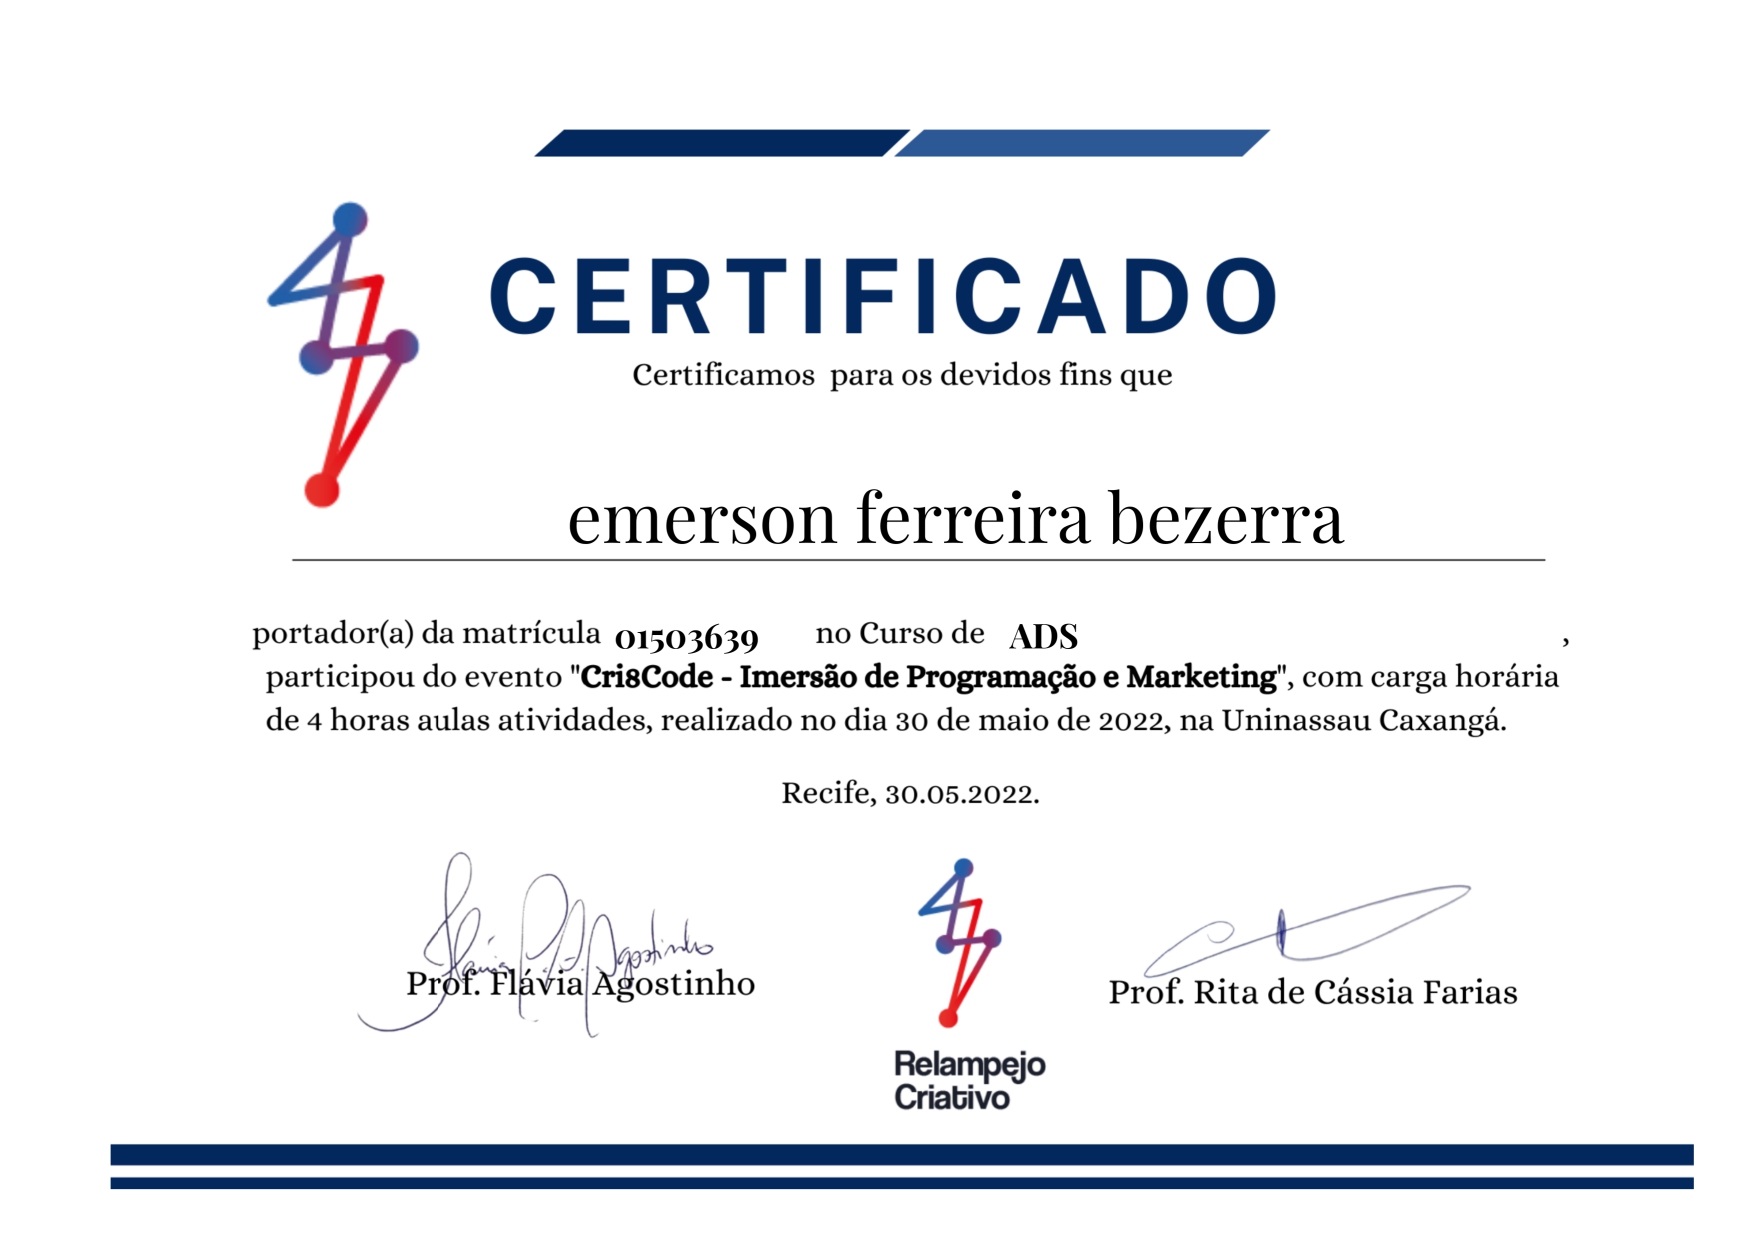 CERTIFICADO
Certificamos para os devidos fins que
emerson ferreira bezerra
portador(a) da matrícula 01503639 no Curso de ADS ,
participou do evento "Cri8Code - Imersão de Programação e Marketing", com carga horária
de 4 horas aulas atividades, realizado no dia 30 de maio de 2022, na Uninassau Caxangá.
Recife, 30.05.2022.
Prof. Flávia Agostinho
Prof. Rita de Cássia Farias
Relampejo
Criativo